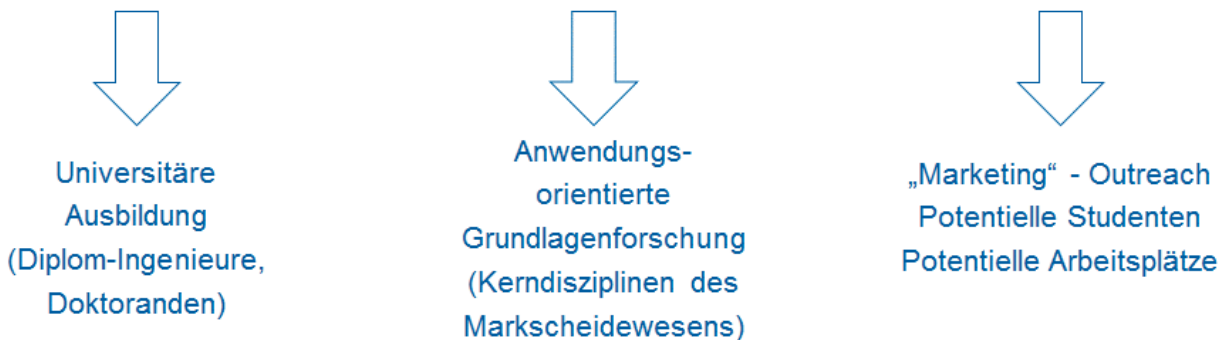 Universitäre
Ausbildung
(Diplom-Ingenieure,
Doktoranden)
Anwendungs-
orientierte
Grundlagenforschung
(Kerndisziplinen des
Markscheidewesens)
„Marketing“ - Outreach
Potentielle Studenten
Potentielle Arbeitsplätze